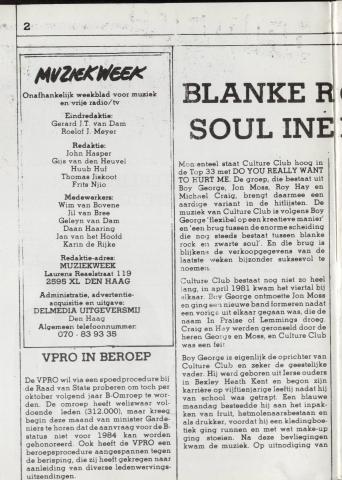 2
MUZIEKWEEK
Onafhankelijk weekblad voor muziek
en vrije radio/tv
Eindredaktie:
Gerard J.T. van Dam
Roelof J. Meyer
Redaktie:
John Hasper
Gijs van den Heuvel
Huub Huf
Thomas Jiskoot
Frits Njio
Medewerkers:
Wim van Bovene
Jil van Bree
Geleyn van Dam
Daan Haaring
Jan van het Hoofd
Karin de Rijke
Redaktie-adres:
MUZIEKWEEK
Laurens Reaelstraat 119
2595 XL DEN HAAG
Administratie, advertentie-
acquisitie en uitgave:
DELMEDIA UITGEVERSMIJ
Den Haag
Algemeen telefoonnummer:
070 - 83 93 35
VPRO IN BEROEP
De VPRO wil via een spoedprocedure bij
de Raad van State proberen om toch per
oktober volgend jaar B-Omroep te wor-
den. De omroep heeft weliswaar vol-
doende leden (312.000), maar kreeg
begin deze maand van minister Garde-
niers te horen dat de aanvraag voor de B-
status niet voor 1984 kan worden
gehonoreerd. Ook heeft de VPRO een
beroepsprocedure aangespannen tegen
de berisping, die zij heeft gekregen naar
aanleiding van diverse ledenwervings-
uitzendingen.
BLANKE R
SOUL INE
Momenteel staat Culture Club hoog in
de Top 33 met DO YOU REALLY WANT
TO HURT ME. De groep, die bestaat uit
Boy George, Jon Moss, Roy Hay en
Michael Craig, brengt daarmee een
aardige variant in de hitlijsten. De
muziek van Culture Club is volgens Boy
George 'flexibel op een kreatieve manier'
en 'een brug tussen de enorme scheiding
die nog steeds bestaat tussen blanke
rock en zwarte soul'. En die brug is
blijkens de verkoopgegevens van de
laatste weken bijzonder suksesvol te
noemen.
Culture Club bestaat nog niet zo heel
lang, in april 1981 kwam het viertal bij
elkaar. Boy George ontmoette Jon Moss
en ging een nieuwe band formeren nadat
een vorige uit elkaar gegaan was, die de
naam In Praise of Lemmings droeg.
Craig en Hay werden geronseld door de
heren George en Moss, en Culture Club
was een feit.
Boy George is eigenlijk de oprichter van
Culture Club en zeker de geestelijke
vader. Hij werd geboren uit Ierse ouders
in Bexley Heath Kent en begon zijn
karrière op vijftienjarige leeftijd nadat hij
van school was getrapt. Een blauwe
maandag besteedde hij aan het inpak-
ken van fruit, hetmolenaarsbestaan en
als drukker, voordat hij een kledingboe-
tiek ging runnen en met wat make-up
ging stoeien. Na deze bevliegingen
kwam de muziek. Op uitnodiging van